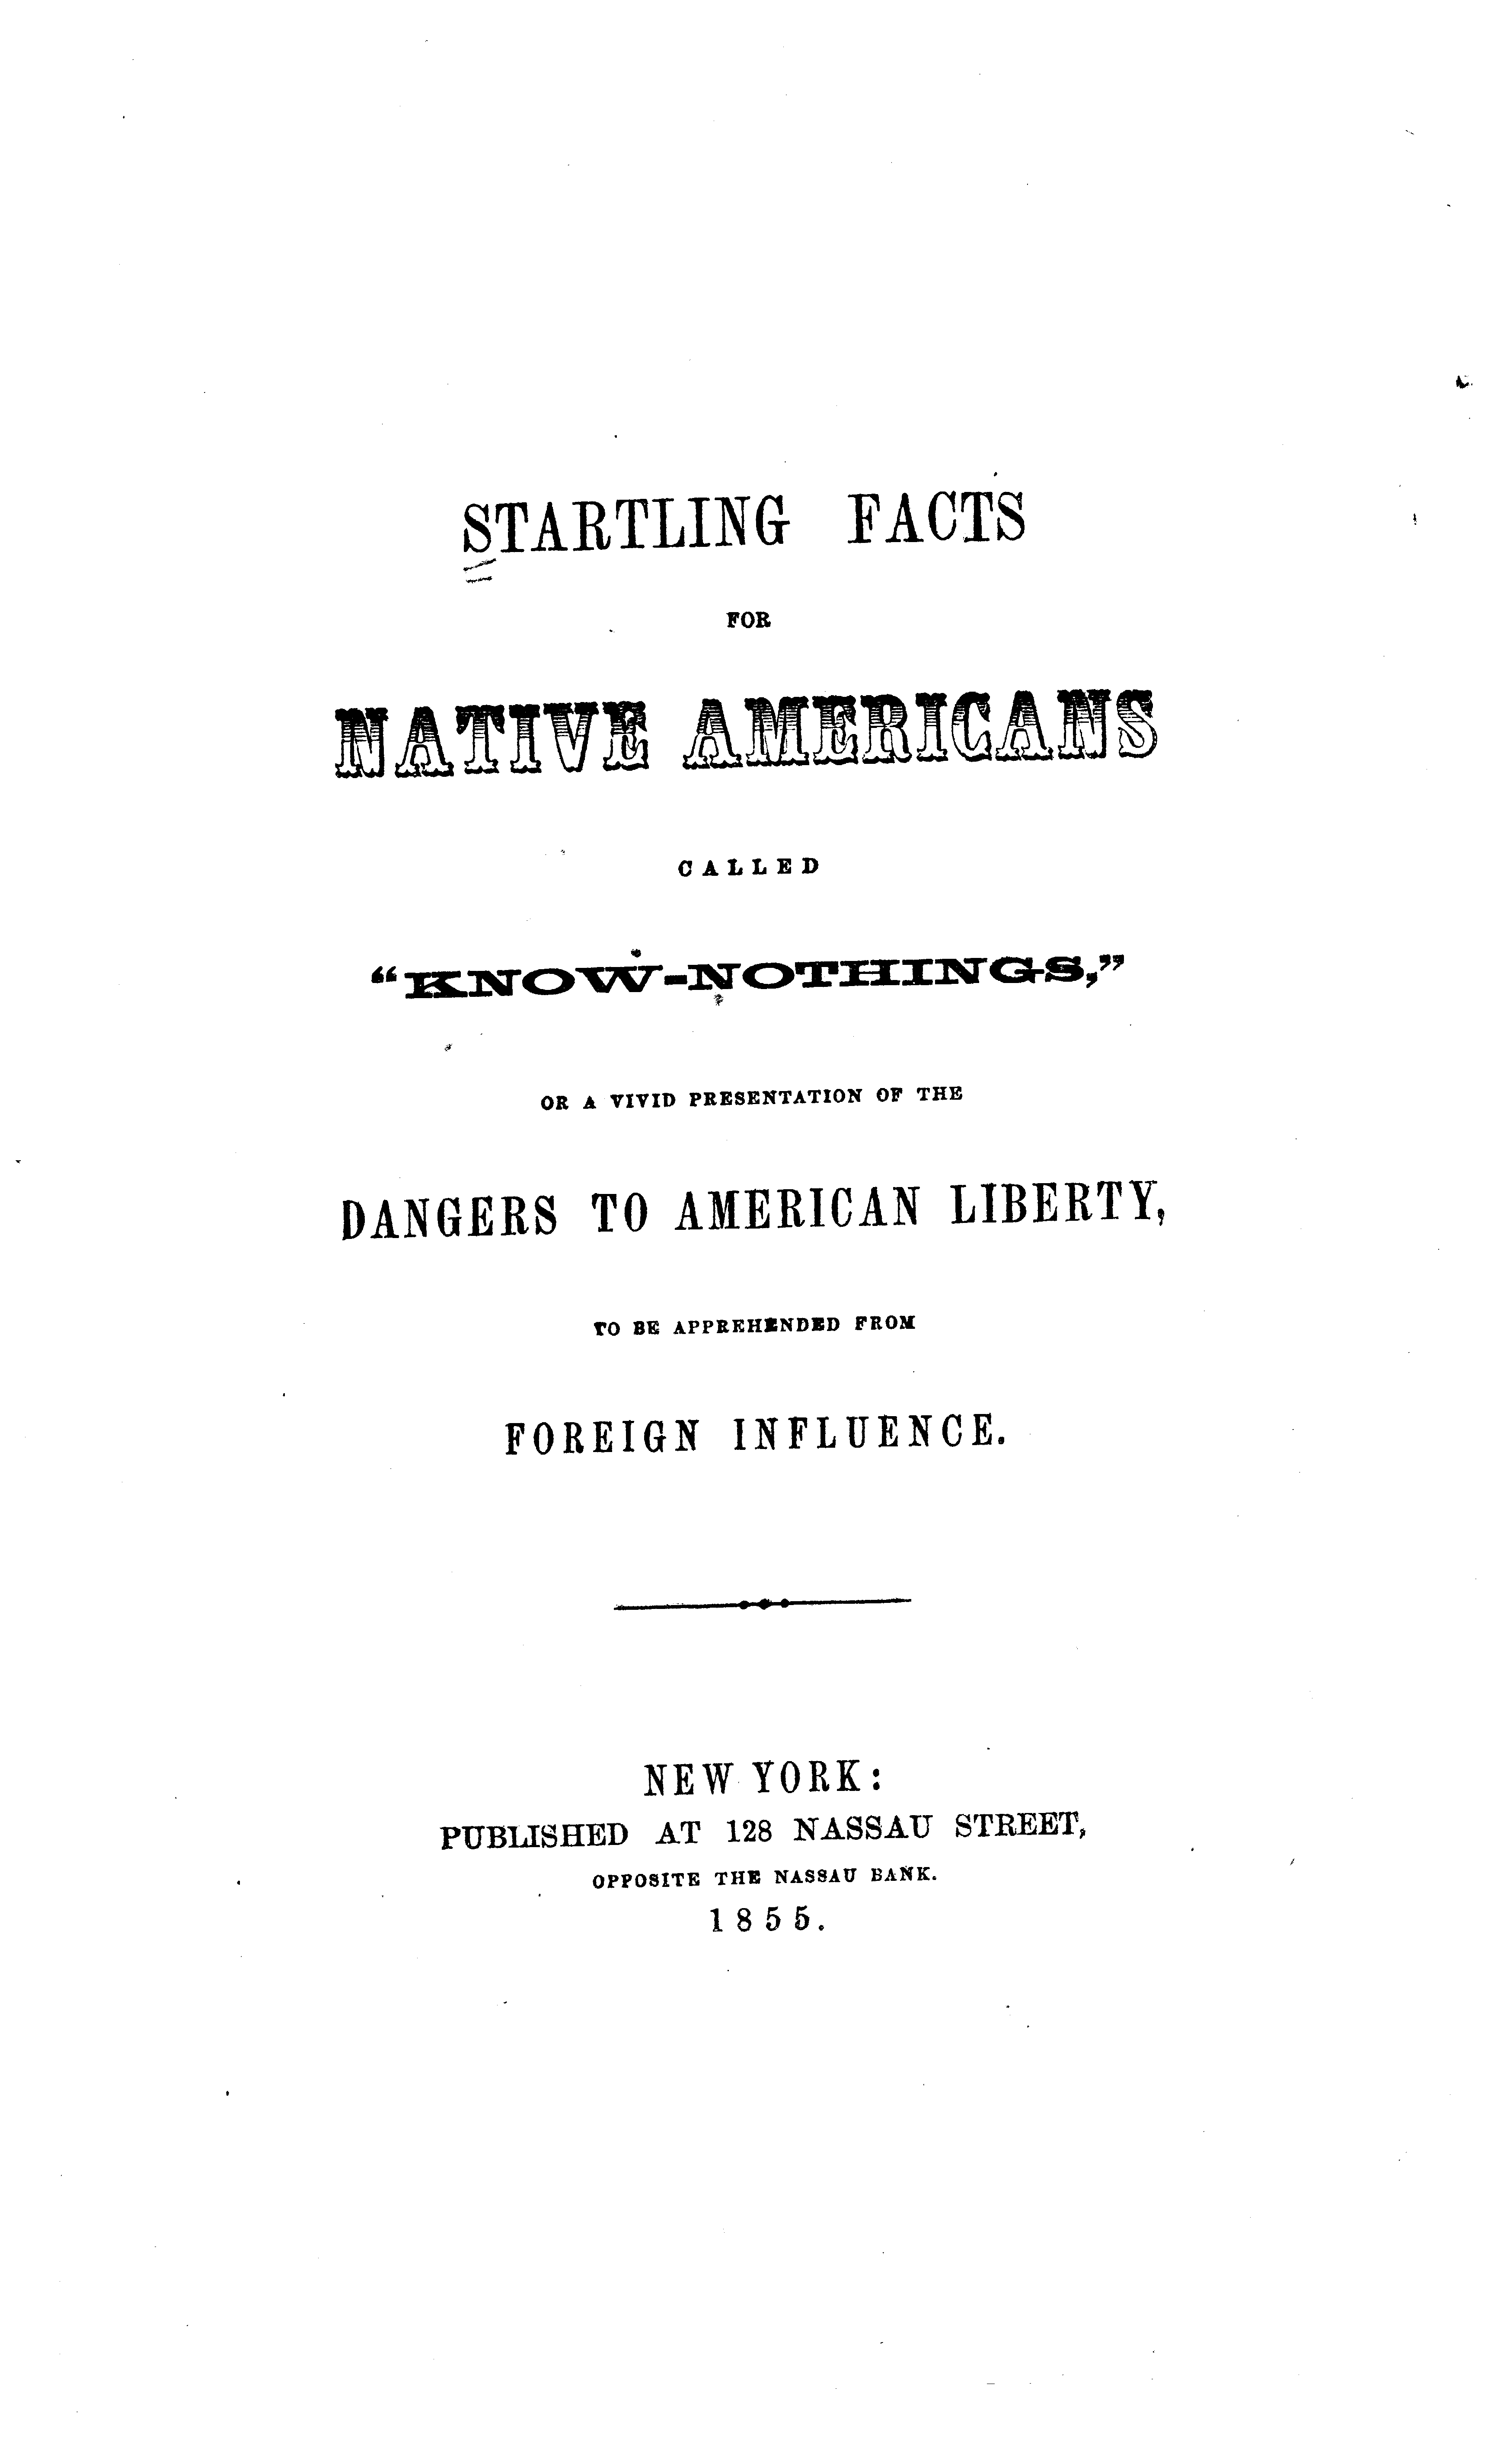 STARTLING FACTS
FOR
NATIVE AMERICANS
CALLED
“KNOW-NOTHINGS,”
OR A VIVID PRESENTATION OF THE
DANGERS TO AMERICAN LIBERTY,
TO BE APPREHENDED FROM
FOREIGN INFLUENCE.
NEW YORK:
PUBLISHED AT 128 NASSAU STREET,
OPPOSITE THE NASSAU BANK.
1855.